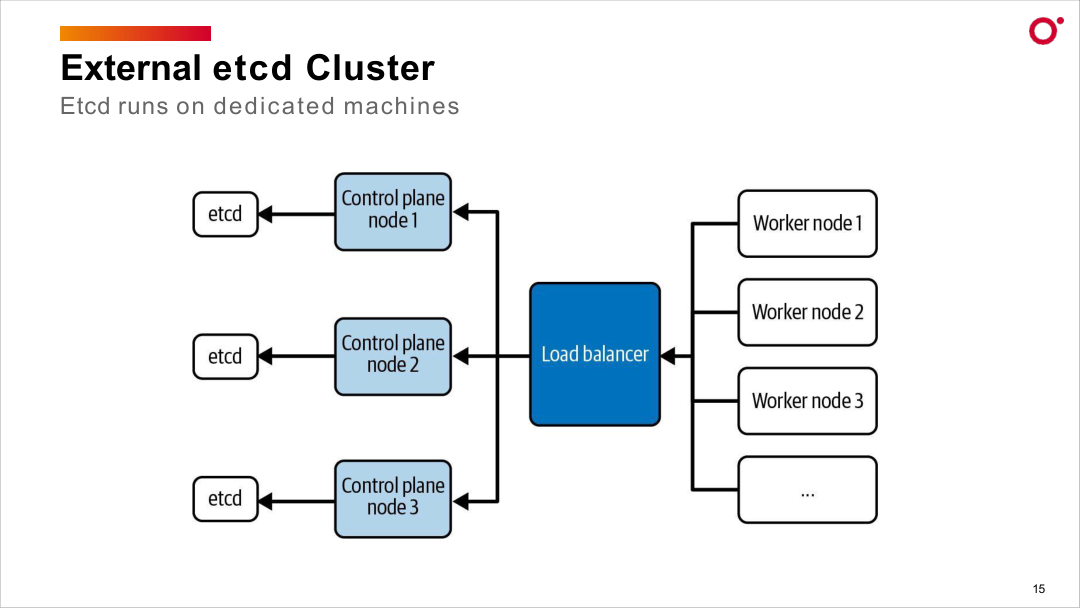 External etcd Cluster
Etcd runs on dedicated machines
etcd
Control plane
node 1
Worker node 1
etcd
Control plane
node 2
Load balancer
Worker node 2
Worker node 3
etcd
Control plane
node 3
...
15